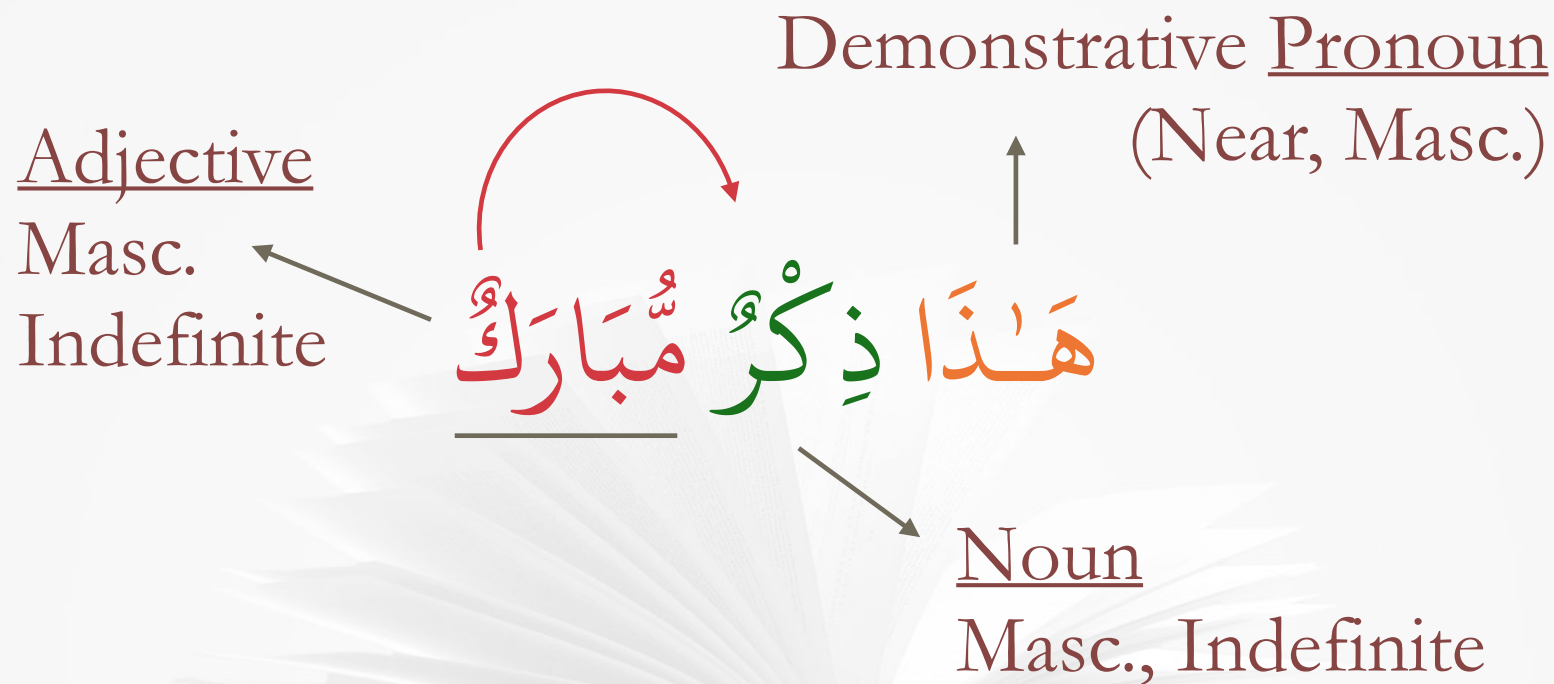 Demonstrative Pronoun
(Near, Masc.)
Adjective
Masc.
Indefinite
هَـٰذَا ذِكْرٌ مُّبَارَكٌ
Noun
Masc., Indefinite